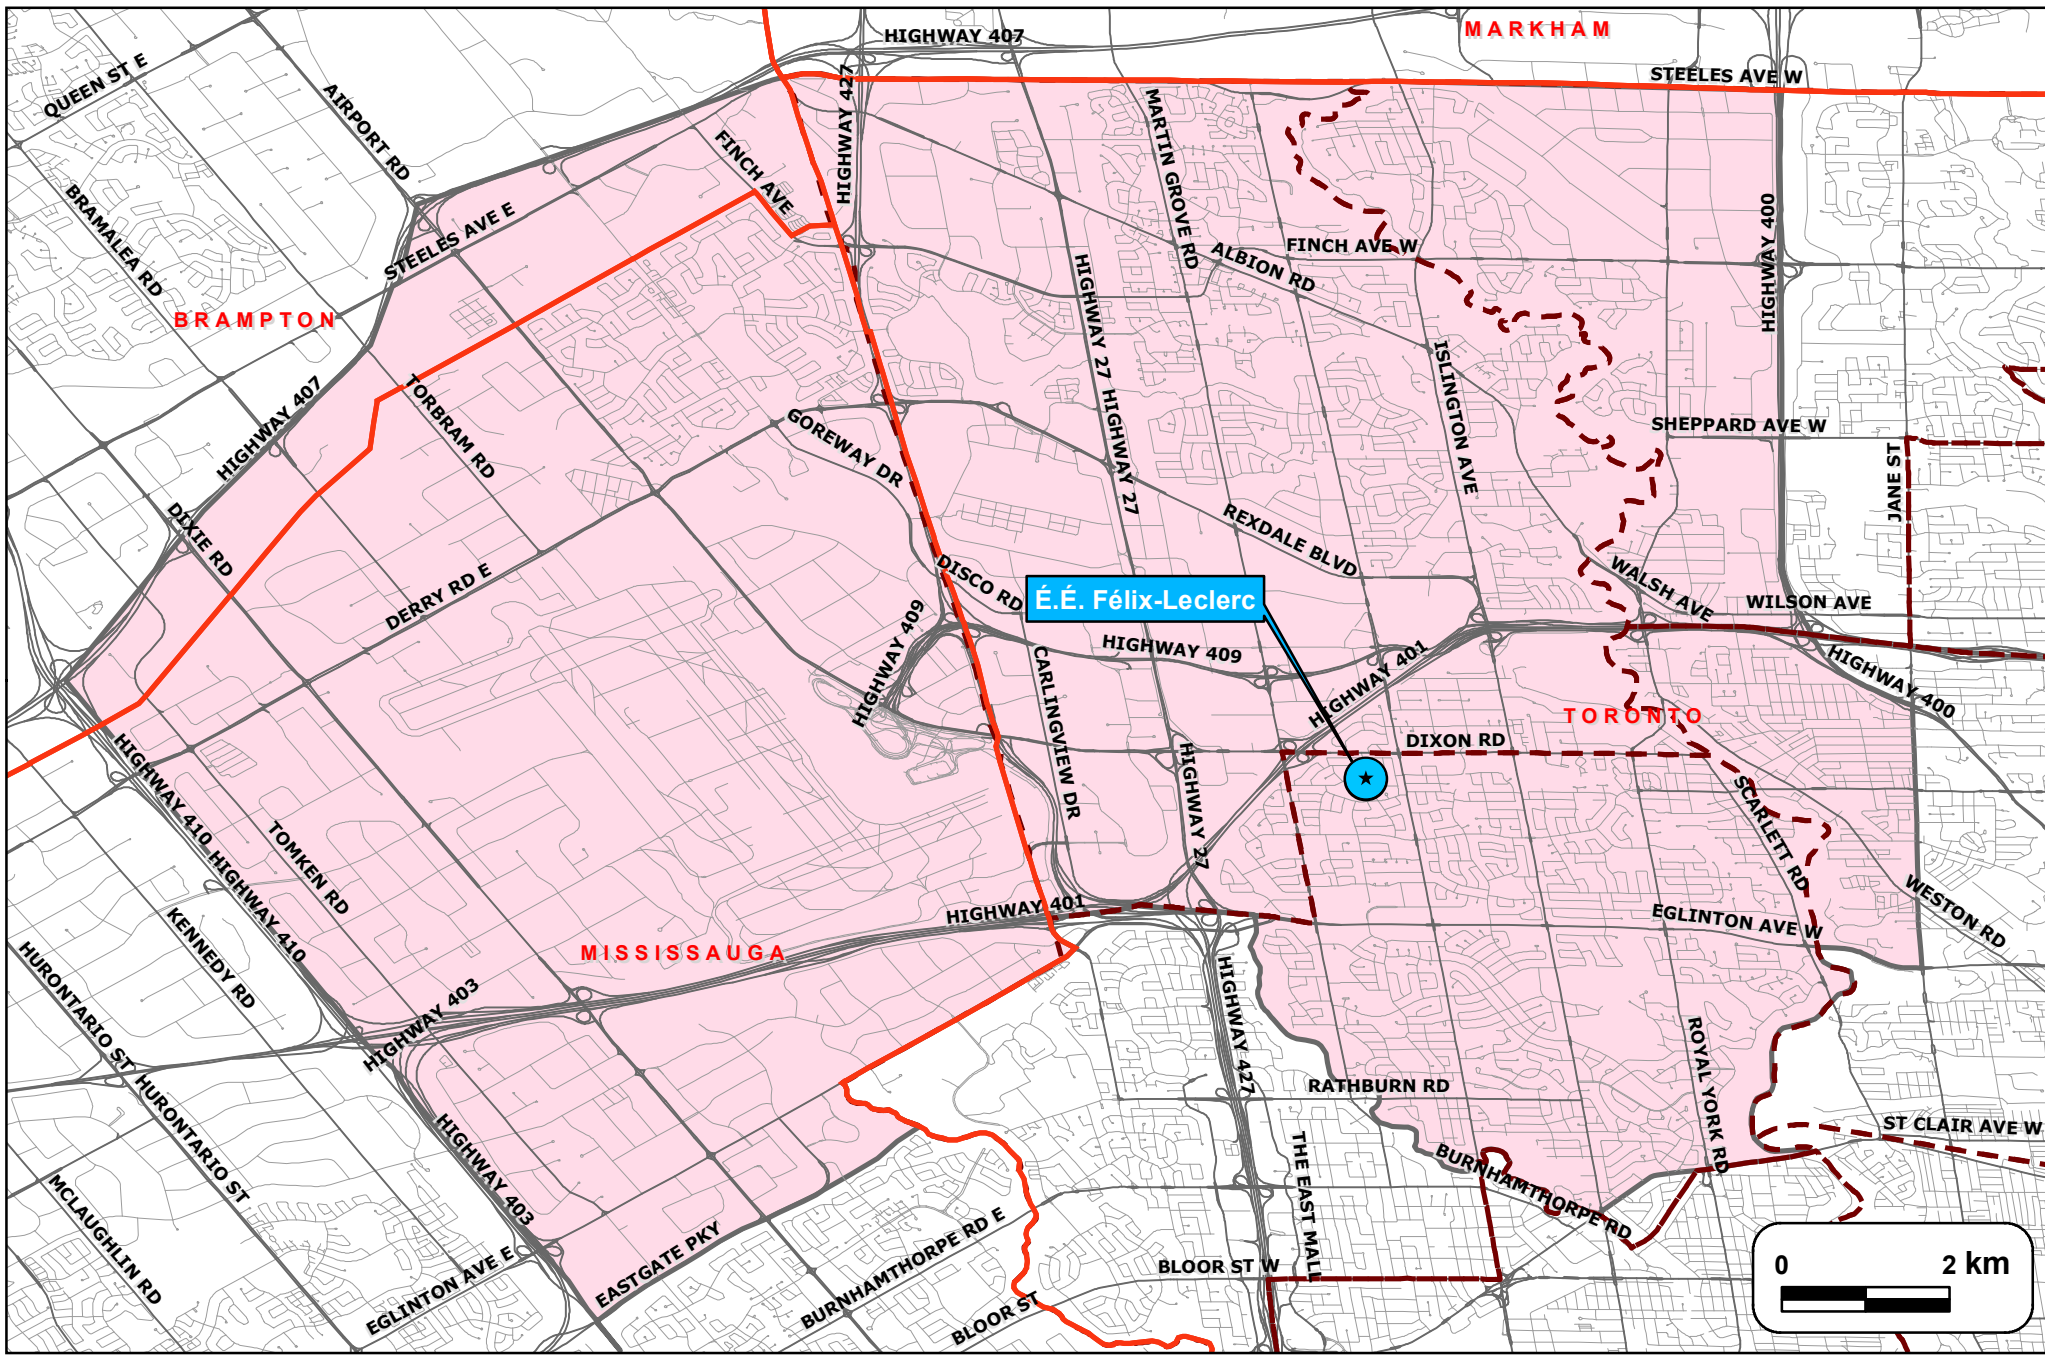 HIGHWAY 407
MARKHAM
STEELES AVE W
QUEEN ST E
AIRPORT RD
HIGHWAY 427
FINCH AVE
MARTIN GROVE RD
BRAMALEA RD
STEELES AVE E
HIGHWAY 400
FINCH AVE W
ALBION RD
BRAMPTON
HIGHWAY 27
HIGHWAY 27
HIGHWAY 27
ISLINGTON AVE
HIGHWAY 407
TORBRAM RD
GOREWAY DR
SHEPPARD AVE W
JANE ST
DIXIE RD
REXDALE BLVD
DERRY RD E
DISCO RD
É.É. Félix-Leclerc
WALSH AVE
WILSON AVE
HIGHWAY 409
HIGHWAY 409
HIGHWAY 401
HIGHWAY 400
CARLINGVIEW DR
TORONTO
DIXON RD
HIGHWAY 410
HIGHWAY 410
HIGHWAY 27
SCARLETT RD
TOMKEN RD
KENNEDY RD
HIGHWAY 401
EGLINTON AVE W
WESTON RD
MISSISSAUGA
HURONTARIO ST
HURONTARIO ST
HIGHWAY 403
HIGHWAY 427
ROYAL YORK RD
RATHBURN RD
ST CLAIR AVE W
HIGHWAY 403
THE EAST MALL
BURNHAMTHORPE RD
MCLAUGHLIN RD
EASTGATE PKY
EGLINTON AVE E
BURNHAMTHORPE RD E
BLOOR ST
BLOOR ST W
0 2 km